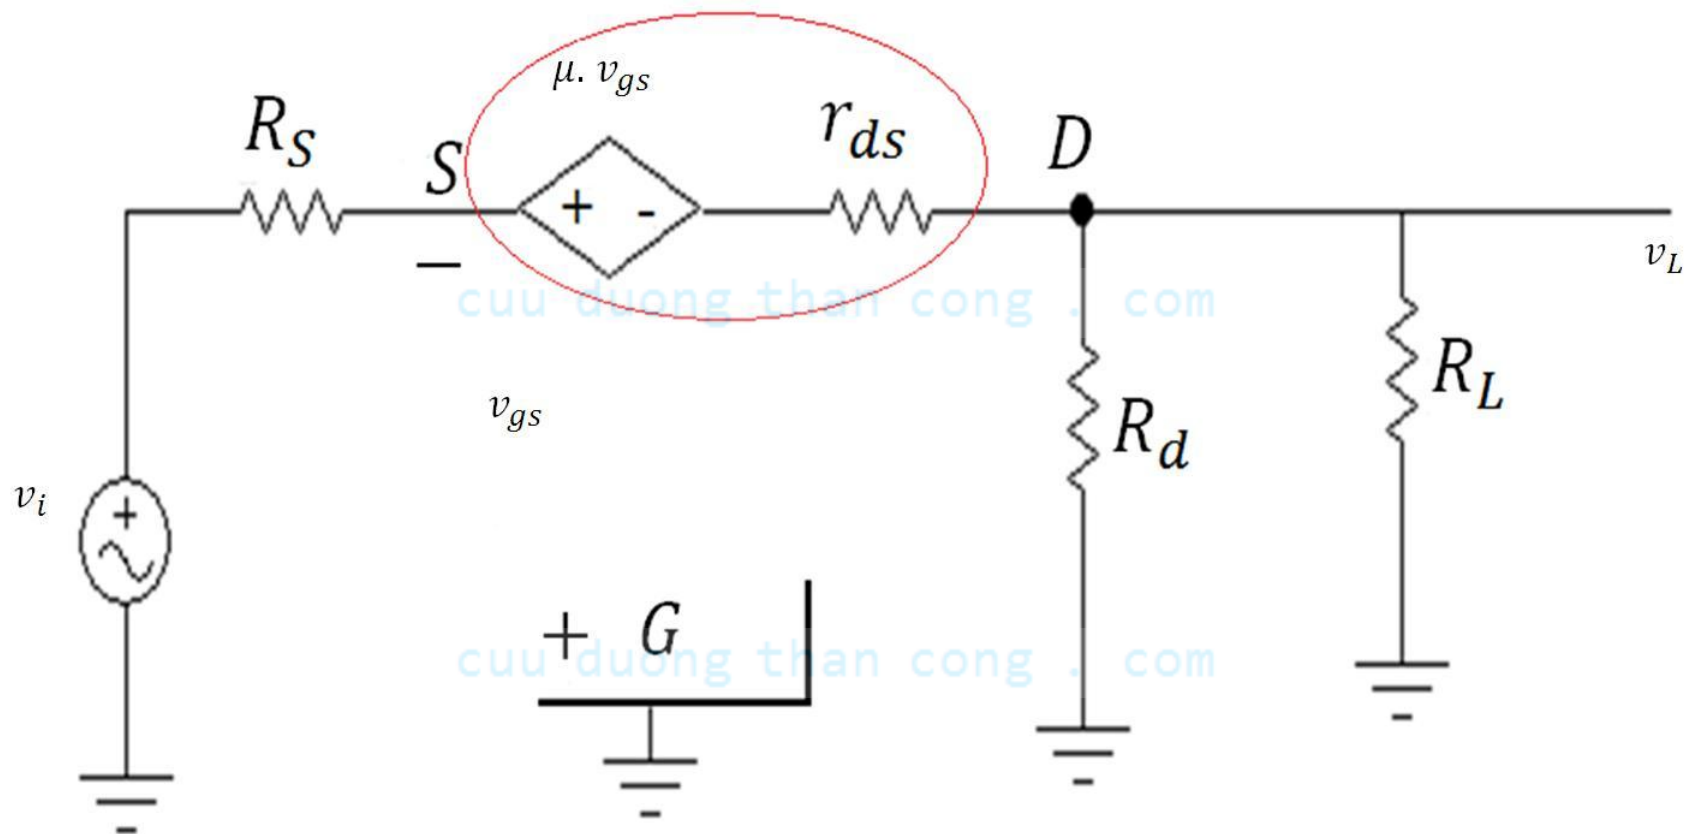 μ. v_gs
R_S
S
+ -
r_ds
D
−
v_L
cuu duong than cong . com
R_L
v_gs
R_d
v_i
+
+ G
cuu duong than cong . com